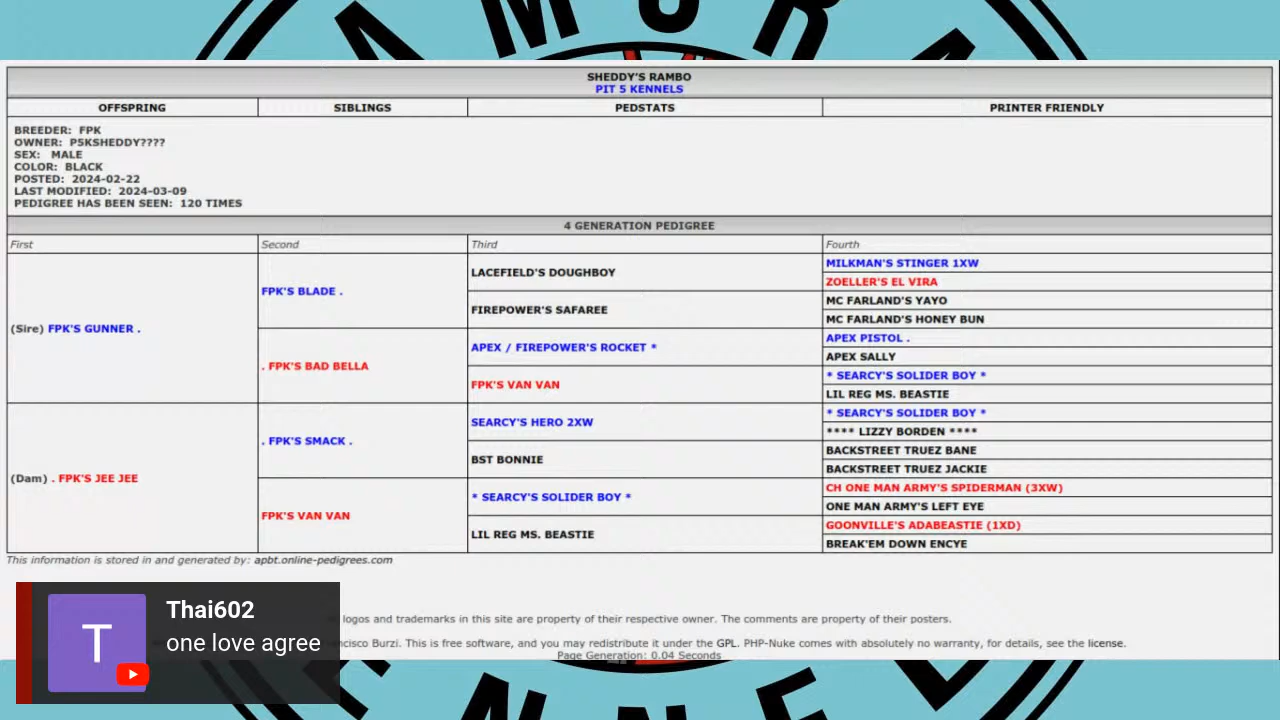 AMORA
SHEDDY'S RAMBO
PIT 5 KENNELS
OFFSPRING SIBLINGS PEDSTATS PRINTER FRIENDLY
BREEDER: FPK
OWNER: P5KSHEDDY????
SEX: MALE
COLOR: BLACK
POSTED: 2024-02-22
LAST MODIFIED: 2024-03-09
PEDIGREE HAS BEEN SEEN: 120 TIMES
4 GENERATION PEDIGREE
First Second Third Fourth
(Sire) FPK'S GUNNER .
FPK'S BLADE .
LACEFIELD'S DOUGHBOY
MILKMAN'S STINGER 1XW
ZOELLER'S EL VIRA
FIREPOWER'S SAFAREE
MC FARLAND'S YAYO
MC FARLAND'S HONEY BUN
. FPK'S BAD BELLA
APEX / FIREPOWER'S ROCKET *
APEX PISTOL .
APEX SALLY
FPK'S VAN VAN
* SEARCY'S SOLIDER BOY *
LIL REG MS. BEASTIE
(Dam) . FPK'S JEE JEE
. FPK'S SMACK .
SEARCY'S HERO 2XW
* SEARCY'S SOLIDER BOY *
**** LIZZY BORDEN ****
BST BONNIE
BACKSTREET TRUEZ BANE
BACKSTREET TRUEZ JACKIE
FPK'S VAN VAN
* SEARCY'S SOLIDER BOY *
CH ONE MAN ARMY'S SPIDERMAN (3XW)
ONE MAN ARMY'S LEFT EYE
LIL REG MS. BEASTIE
GOONVILLE'S ADABEASTIE (1XD)
BREAK'EM DOWN ENCYE
This information is stored in and generated by: apbt.online-pedigrees.com
logos and trademarks in this site are property of their respective owner. The comments are property of their posters.
ncisco Burzi. This is free software, and you may redistribute it under the GPL. PHP-Nuke comes with absolutely no warranty, for details, see the license.
Page Generation: 0.04 Seconds
T
Thai602
one love agree